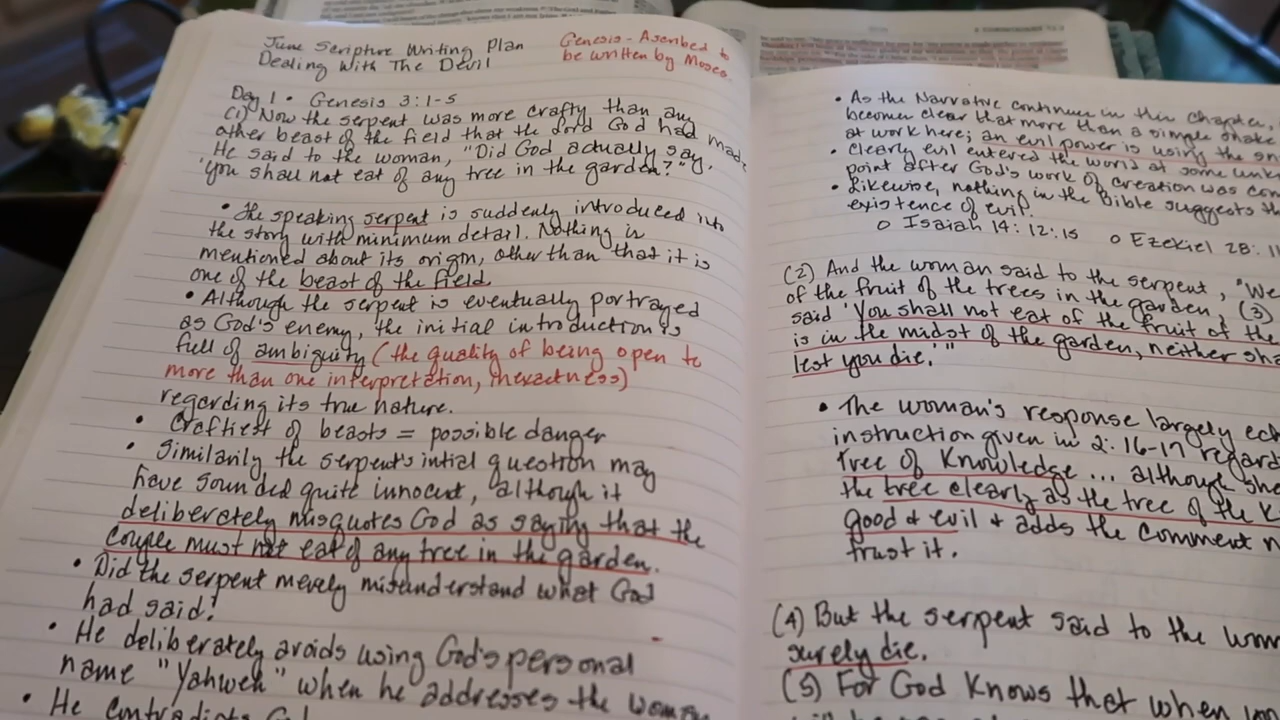 June Scripture Writing Plan
Dealing With The Devil
Genesis - Ascribed to
be written by Moses.
Day 1 • Genesis 3:1-5
(1) Now the serpent was more crafty than any
other beast of the field that the Lord God had made
He said to the woman, "Did God actually say,
'You shall not eat of any tree in the garden?'"
• The speaking serpent is suddenly introduced into
the story with minimum detail. Nothing is
mentioned about its origin, other than that it is
one of the beast of the field.
• Although the serpent is eventually portrayed
as God's enemy, the initial introduction is
full of ambiguity (the quality of being open to
more than one interpretation, inexactness)
regarding its true nature.
• Craftiest of beasts = possible danger
• Similarily the serpent's intial question may
have sounded quite innocent, although it
deliberately misquotes God as saying that the
couple must not eat of any tree in the garden.
• Did the serpent merely misunderstand what God
had said?
• He deliberately avoids using God's personal
name "Yahweh" when he addresses the woman
• He contradicts
• As the Narrative continues in this chapter,
becomes clear that more than a simple snake
at work here; an evil power is using the
• Clearly evil entered the world at some
point after God's work of creation was
• Likewise, nothing in the Bible suggests
existence of evil.
o Isaiah 14:12:15 o Ezekiel 28:
(2) And the woman said to the serpent, "We
of the fruit of the trees in the garden, (3)
said 'You shall not eat of the fruit of the
is in the midst of the garden, neither
lest you die.'"
• The woman's response largely
instruction given in 2:16-17
Tree of Knowledge ... although she
the tree clearly as the tree of the
good & evil & adds the comment
trust it.
(4) But the serpent said to the
surely die.
(5) For God knows that when